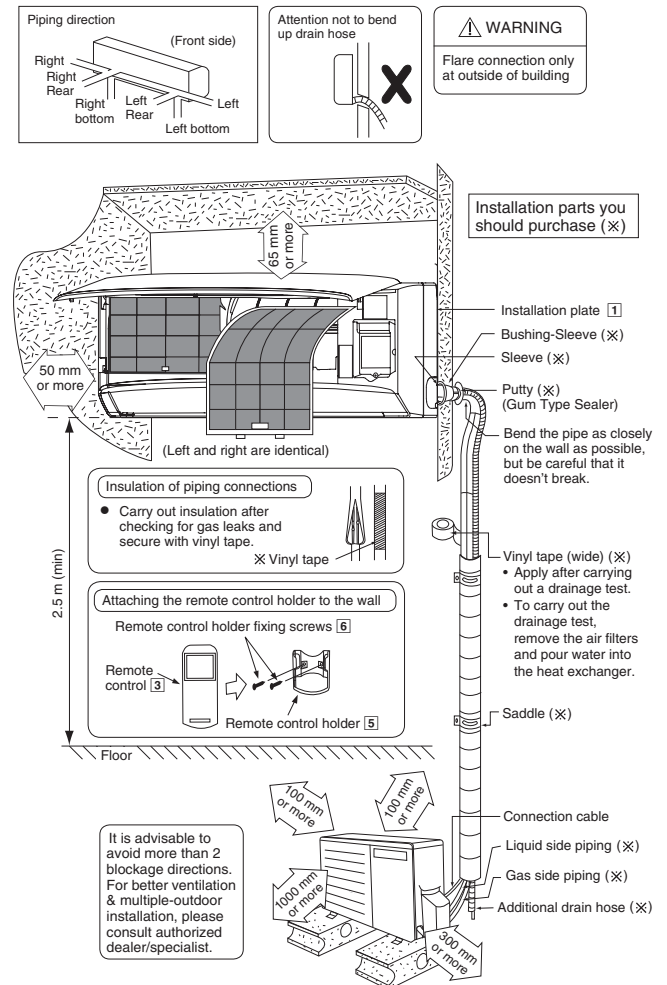 Piping direction
(Front side)
Right
Right
Rear
Right
bottom
Left
Rear
Left
Left bottom
Attention not to bend
up drain hose
⚠ WARNING
Flare connection only
at outside of building
Installation parts you
should purchase (※)
65 mm
or more
50 mm
or more
Installation plate 1
Bushing-Sleeve (※)
Sleeve (※)
Putty (※)
(Gum Type Sealer)
Bend the pipe as closely
on the wall as possible,
but be careful that it
doesn't break.
(Left and right are identical)
Insulation of piping connections
● Carry out insulation after
checking for gas leaks and
secure with vinyl tape.
※ Vinyl tape
Vinyl tape (wide) (※)
• Apply after carrying
out a drainage test.
• To carry out the
drainage test,
remove the air filters
and pour water into
the heat exchanger.
2.5 m (min)
Attaching the remote control holder to the wall
Remote control holder fixing screws 6
Remote
control 3
Remote control holder 5
Saddle (※)
Floor
100 mm
or more
100 mm
or more
1000 mm
or more
300 mm
or more
Connection cable
Liquid side piping (※)
Gas side piping (※)
Additional drain hose (※)
It is advisable to
avoid more than 2
blockage directions.
For better ventilation
& multiple-outdoor
installation, please
consult authorized
dealer/specialist.